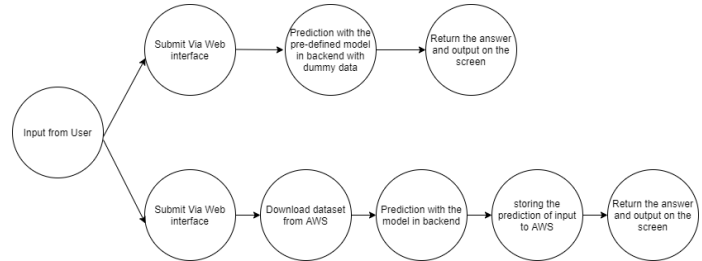 Submit Via Web
interface
Prediction with the
pre-defined model
in backend with
dummy data
Return the answer
and output on the
screen
Input from User
Submit Via Web
interface
Download dataset
from AWS
Prediction with the
model in backend
storing the
prediction of input
to AWS
Return the answer
and output on the
screen